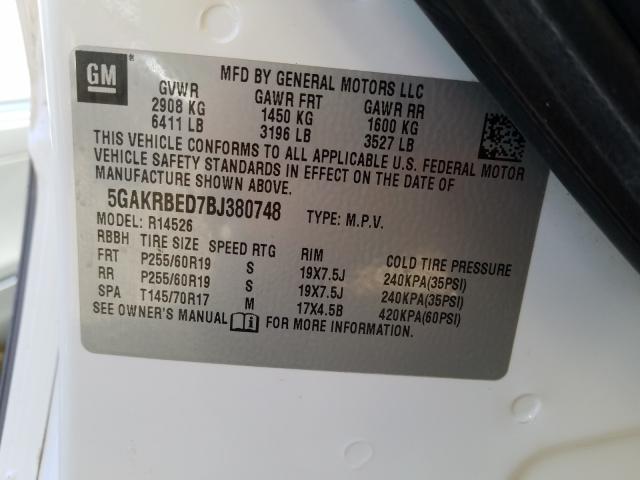 GM ®
MFD BY GENERAL MOTORS LLC
GVWR GAWR FRT GAWR RR
2908 KG 1450 KG 1600 KG
6411 LB 3196 LB 3527 LB
THIS VEHICLE CONFORMS TO ALL APPLICABLE U.S. FEDERAL MOTOR
VEHICLE SAFETY STANDARDS IN EFFECT ON THE DATE OF
MANUFACTURE SHOWN ABOVE.
5GAKRBED7BJ380748 TYPE: M.P.V.
MODEL: R14526
RBBH TIRE SIZE SPEED RTG RIM COLD TIRE PRESSURE
FRT P255/60R19 S 19X7.5J 240KPA(35PSI)
RR P255/60R19 S 19X7.5J 240KPA(35PSI)
SPA T145/70R17 M 17X4.5B 420KPA(60PSI)
SEE OWNER'S MANUAL FOR MORE INFORMATION.